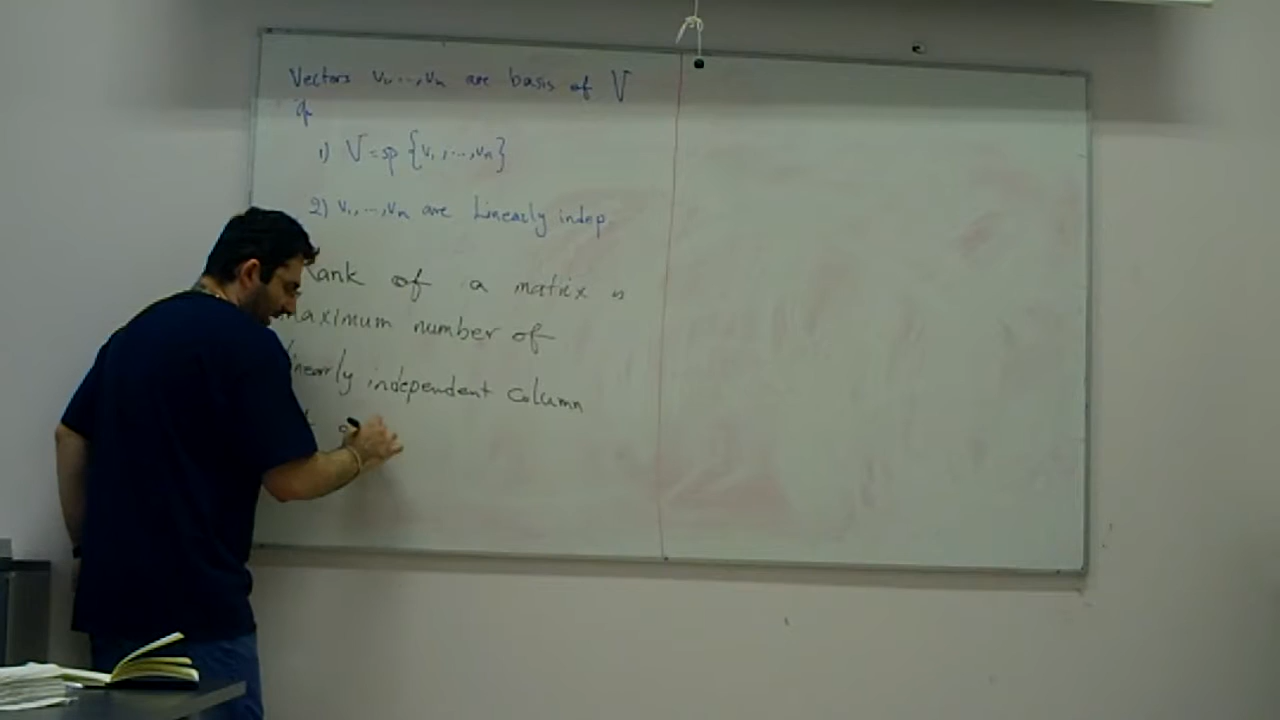 Vectors v₁,...,vₙ are basis of V
if
1) V = sp {v₁,...,vₙ}
2) v₁,...,vₙ are Linearly indep
Rank of a matrix is
maximum number of
linearly independent column